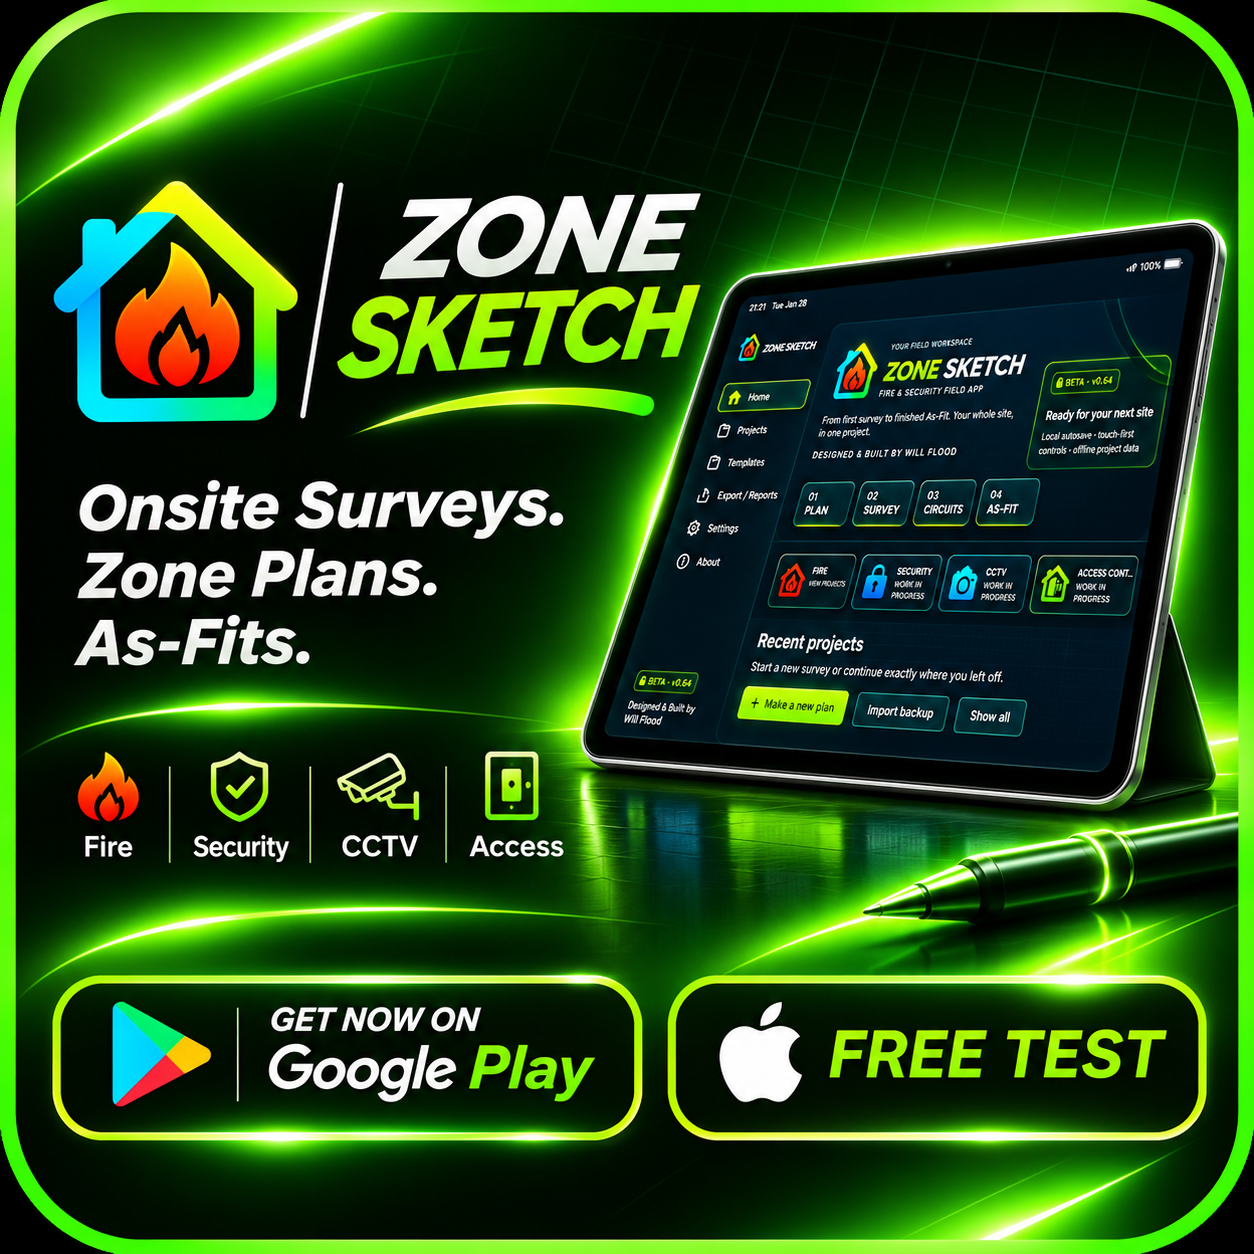 ZONE
SKETCH
Onsite Surveys.
Zone Plans.
As-Fits.
Fire
Security
CCTV
Access
21:21 Tue Jan 28
100%
ZONE SKETCH
Home
Projects
Templates
Export / Reports
Settings
About
BETA - v0.64
Designed & Built by
Will Flood
YOUR FIELD WORKSPACE
ZONE SKETCH
FIRE & SECURITY FIELD APP
From first survey to finished As-Fit. Your whole site,
in one project.
DESIGNED & BUILT BY WILL FLOOD
BETA - v0.64
Ready for your next site
Local autosave - touch-first
controls - offline project data
01
PLAN
02
SURVEY
03
CIRCUITS
04
AS-FIT
FIRE
VIEW PROJECTS
SECURITY
WORK IN
PROGRESS
CCTV
WORK IN
PROGRESS
ACCESS CONT...
WORK IN
PROGRESS
Recent projects
Start a new survey or continue exactly where you left off.
+ Make a new plan
Import backup
Show all
GET NOW ON
Google Play
FREE TEST